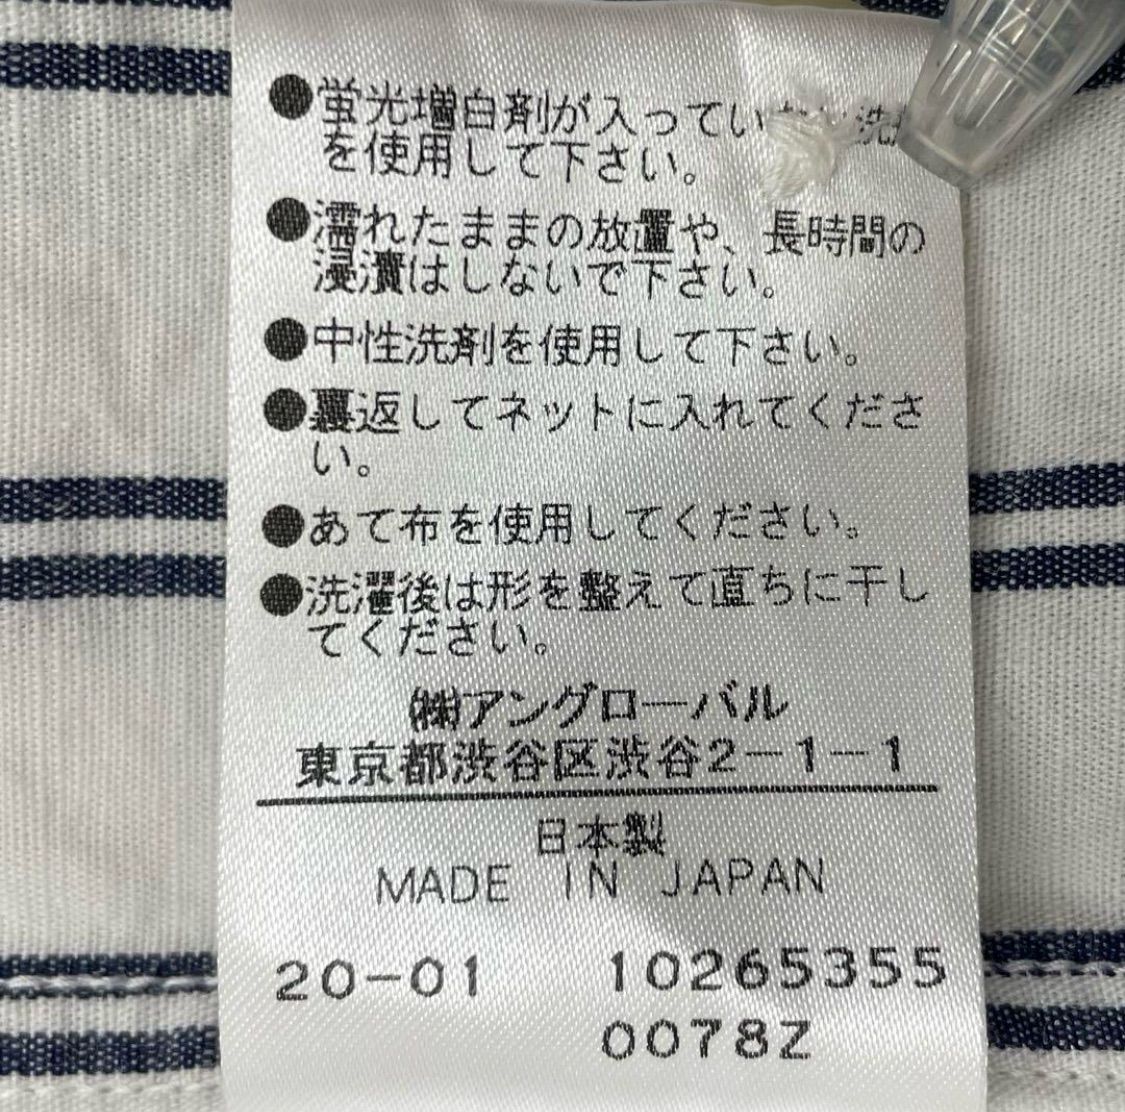 ●蛍光増白剤が入ってい 洗
を使用して下さい。
●濡れたままの放置や、長時間の
浸漬はしないで下さい。
●中性洗剤を使用して下さい。
●裏返してネットに入れてくださ
い。
●あて布を使用してください。
●洗濯後は形を整えて直ちに干し
てください。
㈱アングローバル
東京都渋谷区渋谷2-1-1
日本製
MADE IN JAPAN
20-01 10265355
0078Z